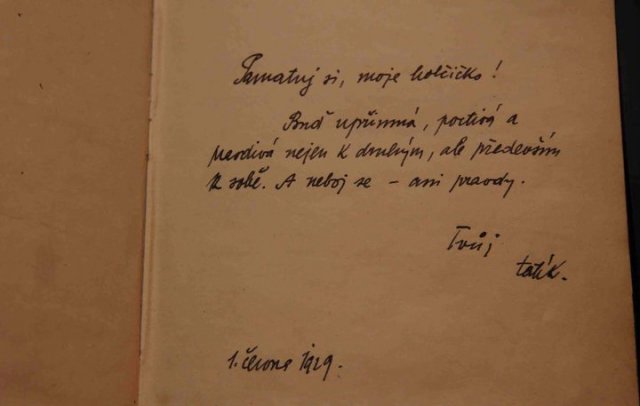 Pamatuj si, moje holčičko!
Buď upřímná, poctivá a
pravdivá nejen k druhým, ale především
k sobě. A neboj se – ani pravdy.
Tvůj
tatík.
1. června 1929.